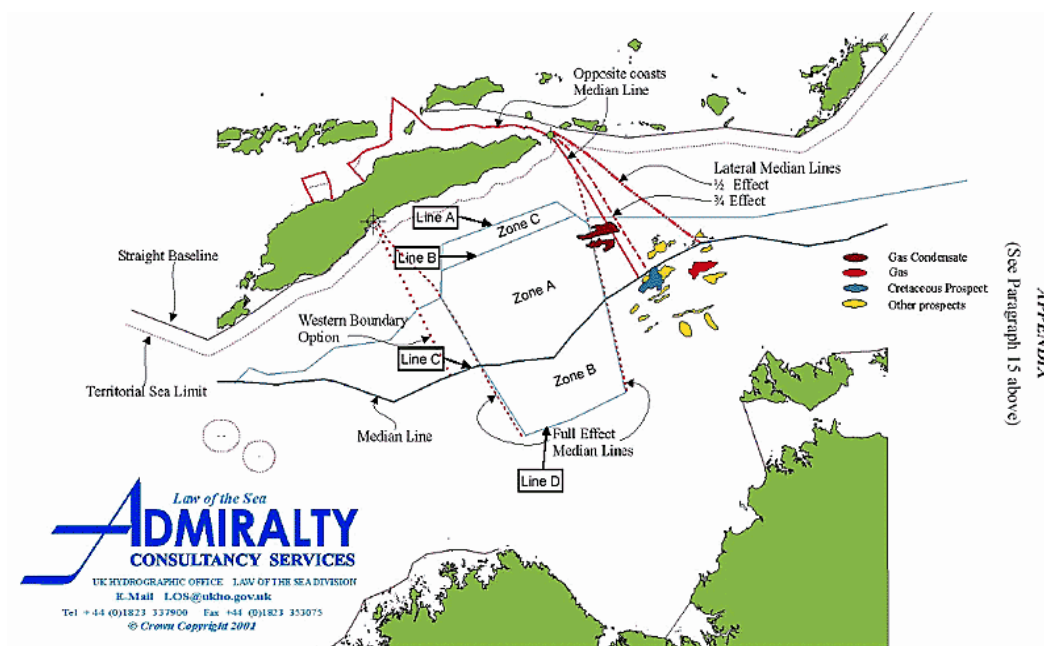 Opposite coasts
Median Line
Lateral Median Lines
½ Effect
¾ Effect
Line A
Zone C
Line B
Straight Baseline
Zone A
Gas Condensate
Gas
Cretaceous Prospect
Other prospects
Western Boundary
Option
Line C
Zone B
Territorial Sea Limit
Median Line
Full Effect
Median Lines
Line D
APPENDIX
(See Paragraph 15 above)
Law of the Sea
ADMIRALTY
CONSULTANCY SERVICES
UK HYDROGRAPHIC OFFICE LAW OF THE SEA DIVISION
E-Mail LOS@ukho.gov.uk
Tel +44 (0)1823 337900 Fax +44 (0)1823 353075
© Crown Copyright 2001